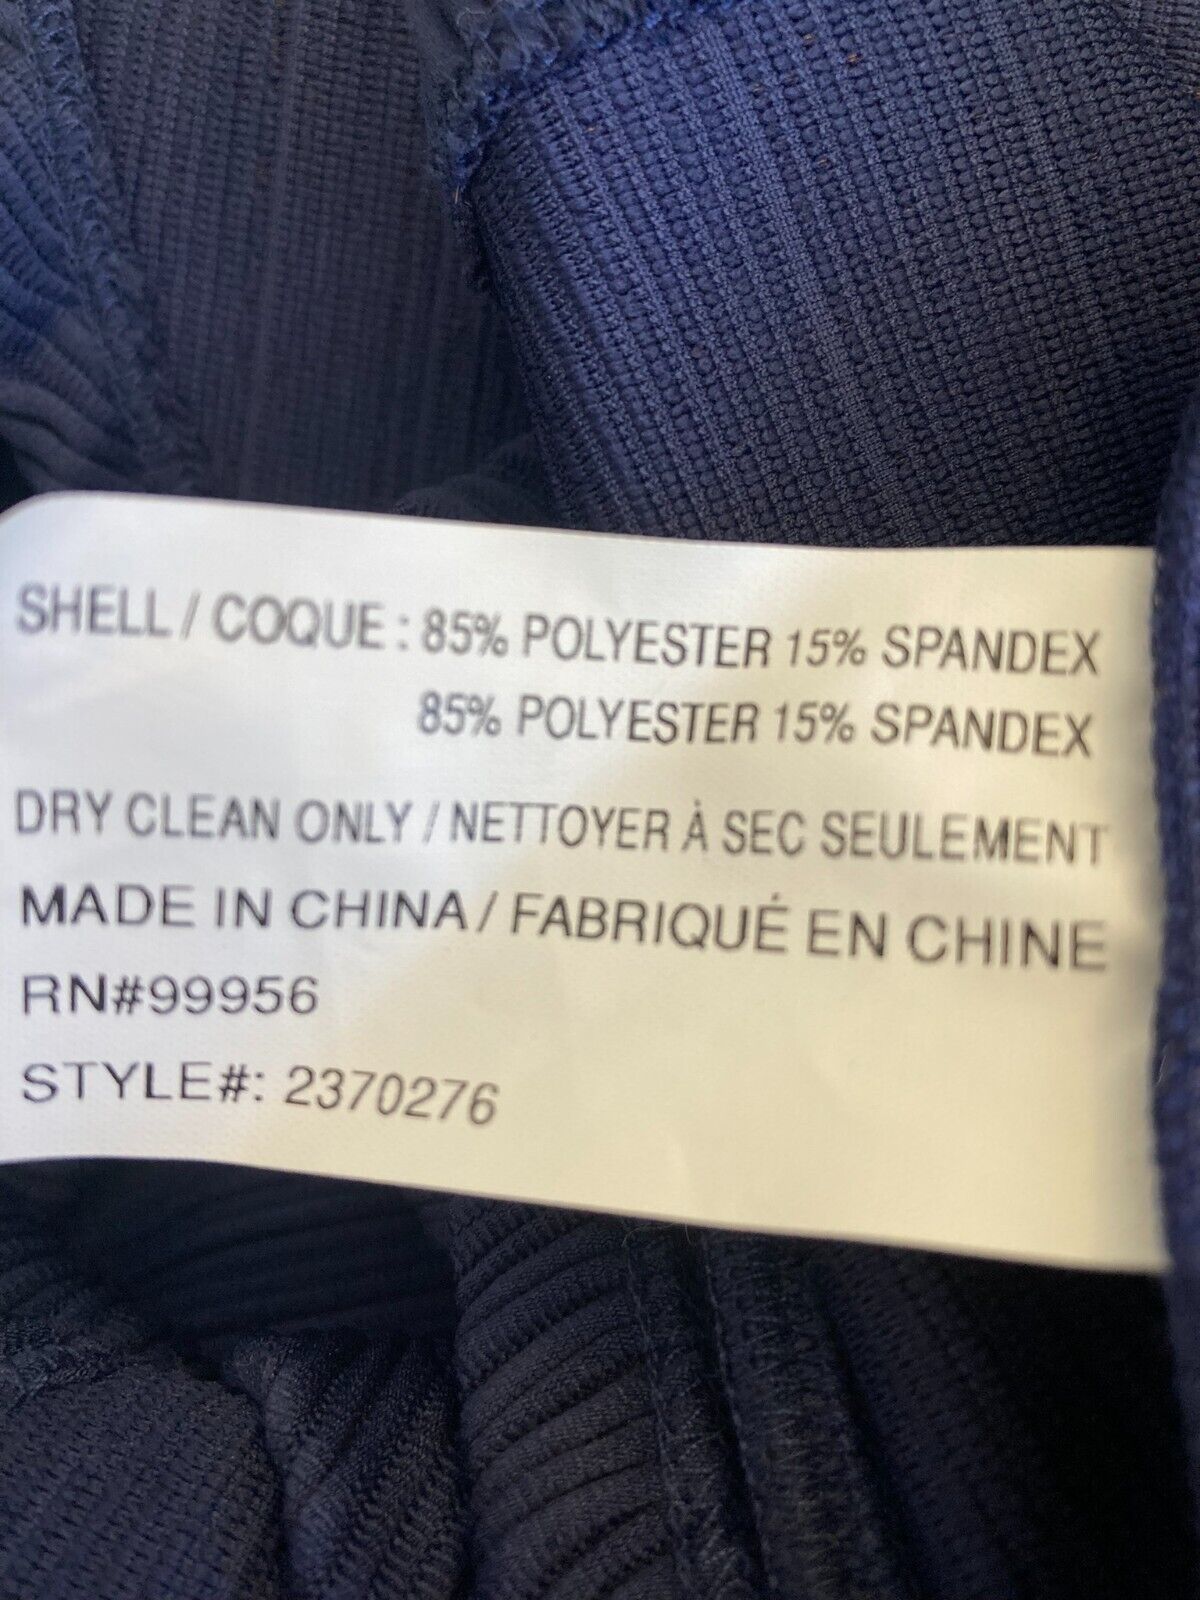 SHELL / COQUE : 85% POLYESTER 15% SPANDEX
85% POLYESTER 15% SPANDEX
DRY CLEAN ONLY / NETTOYER À SEC SEULEMENT
MADE IN CHINA / FABRIQUÉ EN CHINE
RN#99956
STYLE#: 2370276